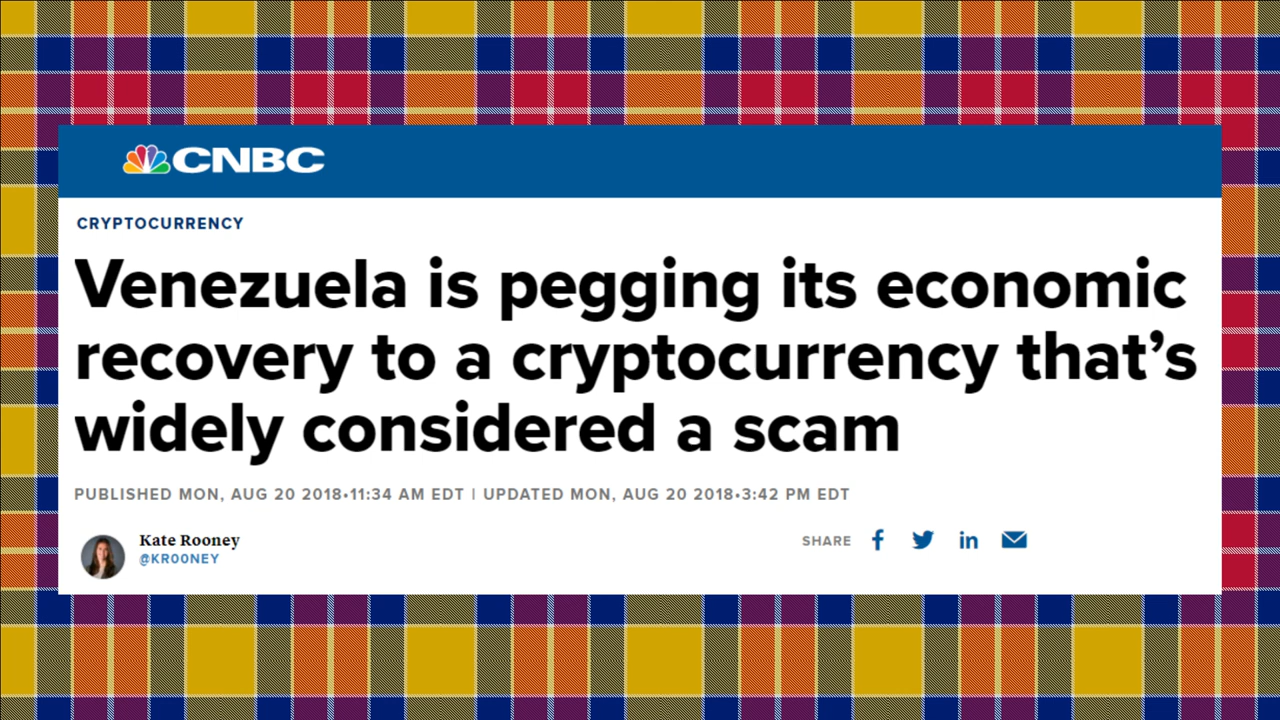 CNBC
CRYPTOCURRENCY
Venezuela is pegging its economic
recovery to a cryptocurrency that’s
widely considered a scam
PUBLISHED MON, AUG 20 2018•11:34 AM EDT | UPDATED MON, AUG 20 2018•3:42 PM EDT
Kate Rooney
@KR00NEY
SHARE